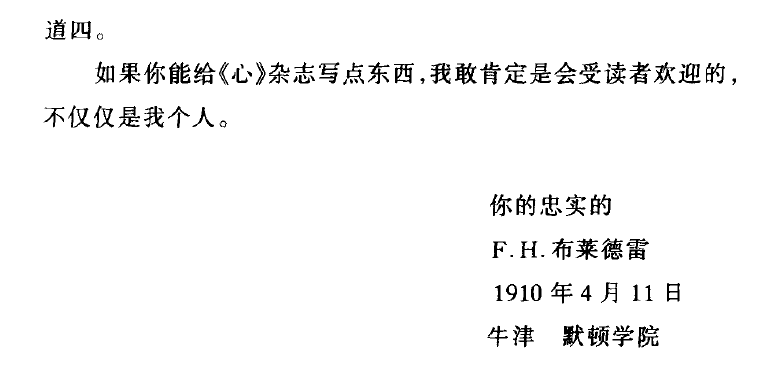 道四。
如果你能给《心》杂志写点东西,我敢肯定是会受读者欢迎的,
不仅仅是我个人。
你的忠实的
F.H.布莱德雷
1910年4月11日
牛津 默顿学院